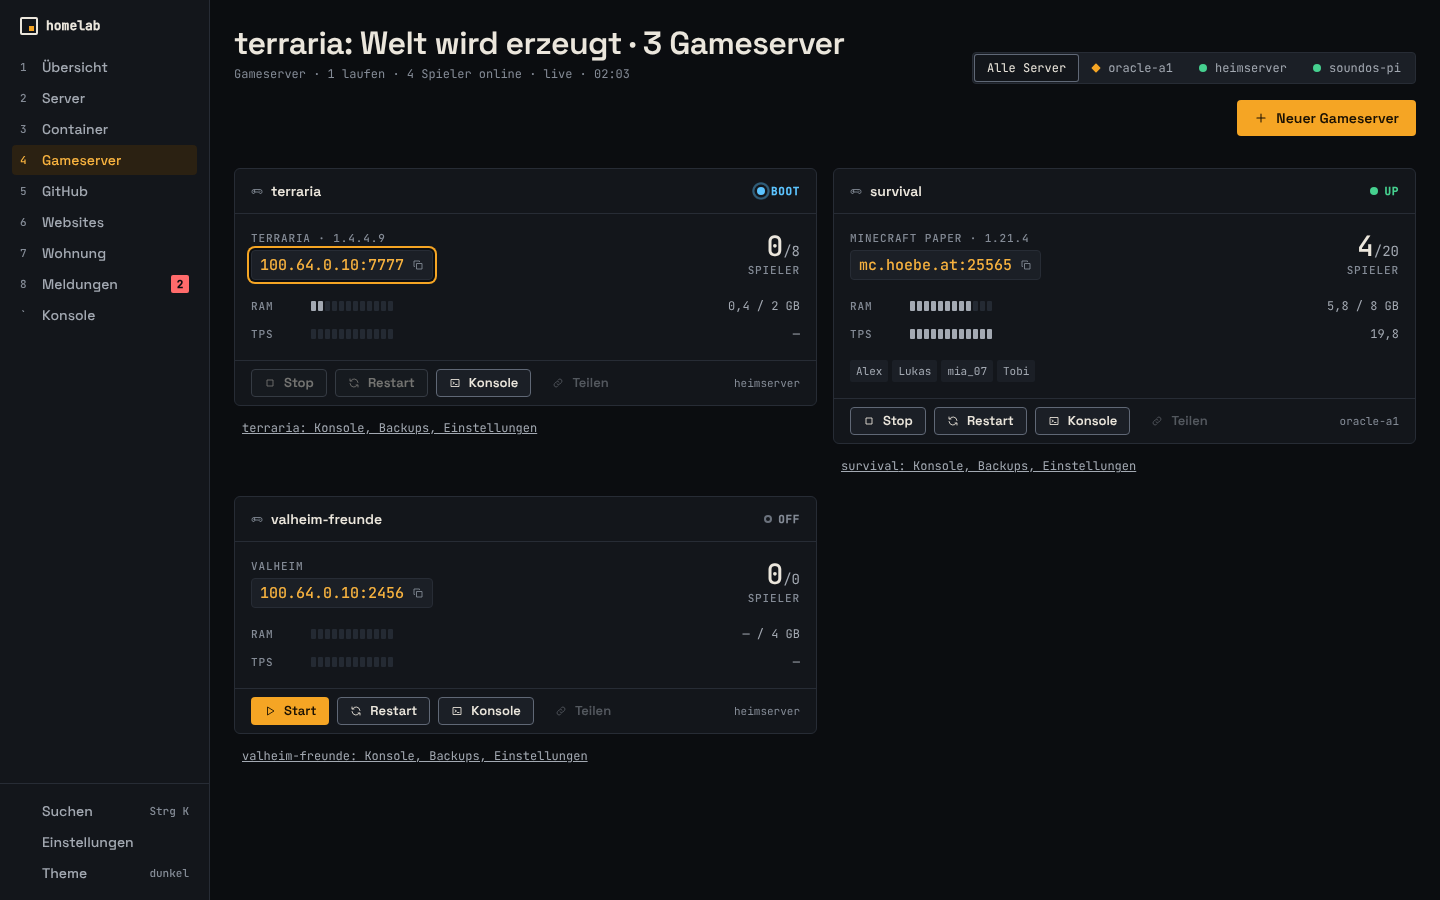 homelab
1 Übersicht
2 Server
3 Container
4 Gameserver
5 GitHub
6 Websites
7 Wohnung
8 Meldungen 2
` Konsole
Suchen Strg K
Einstellungen
Theme dunkel
terraria: Welt wird erzeugt · 3 Gameserver
Gameserver · 1 laufen · 4 Spieler online · live · 02:03
Alle Server oracle-a1 heimserver soundos-pi
+ Neuer Gameserver
terraria BOOT
TERRARIA · 1.4.4.9
100.64.0.10:7777
0/8
SPIELER
RAM 0,4 / 2 GB
TPS —
Stop Restart Konsole Teilen heimserver
terraria: Konsole, Backups, Einstellungen
survival UP
MINECRAFT PAPER · 1.21.4
mc.hoebe.at:25565
4/20
SPIELER
RAM 5,8 / 8 GB
TPS 19,8
Alex Lukas mia_07 Tobi
Stop Restart Konsole Teilen oracle-a1
survival: Konsole, Backups, Einstellungen
valheim-freunde OFF
VALHEIM
100.64.0.10:2456
0/0
SPIELER
RAM — / 4 GB
TPS —
Start Restart Konsole Teilen heimserver
valheim-freunde: Konsole, Backups, Einstellungen